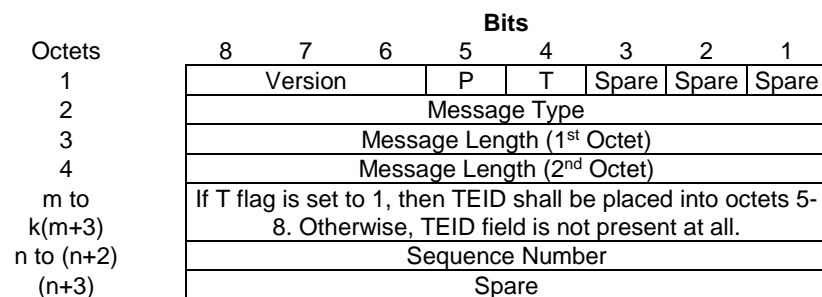 Bits
Octets 8 7 6 5 4 3 2 1
1 Version P T Spare Spare Spare
2 Message Type
3 Message Length (1st Octet)
4 Message Length (2nd Octet)
m to If T flag is set to 1, then TEID shall be placed into octets 5-
k(m+3) 8. Otherwise, TEID field is not present at all.
n to (n+2) Sequence Number
(n+3) Spare